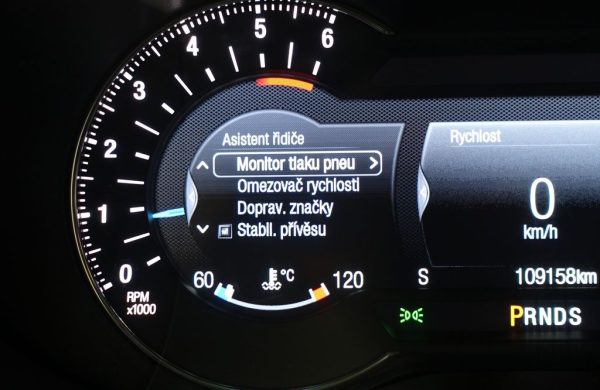 6
5
4
3
2
1
0
RPM
x1000
Asistent řidiče
Monitor tlaku pneu
Omezovač rychlosti
Doprav. značky
Stabil. přívěsu
60
°C
120
Rychlost
0
km/h
S
109158km
PRNDS